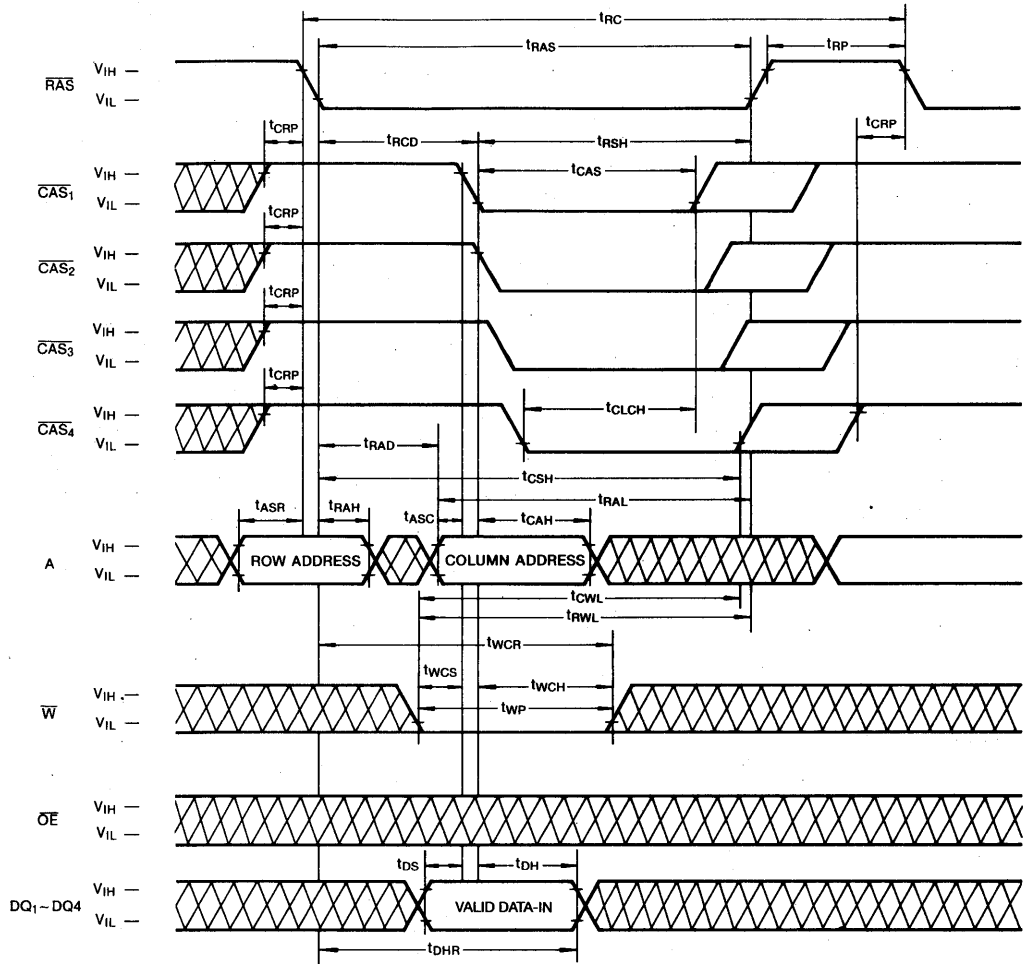 tRC
tRAS
tRP
RAS
VIH
VIL
tCRP
tRCD
tRSH
tCRP
CAS1
VIH
VIL
tCAS
tCRP
CAS2
VIH
VIL
tCRP
CAS3
VIH
VIL
tCRP
CAS4
VIH
VIL
tCLCH
tRAD
tCSH
tRAL
tASR
tRAH
tASC
tCAH
A
VIH
VIL
ROW ADDRESS
COLUMN ADDRESS
tCWL
tRWL
tWCR
tWCS
tWCH
W
VIH
VIL
tWP
OE
VIH
VIL
tDS
tDH
DQ1~DQ4
VIH
VIL
VALID DATA-IN
tDHR